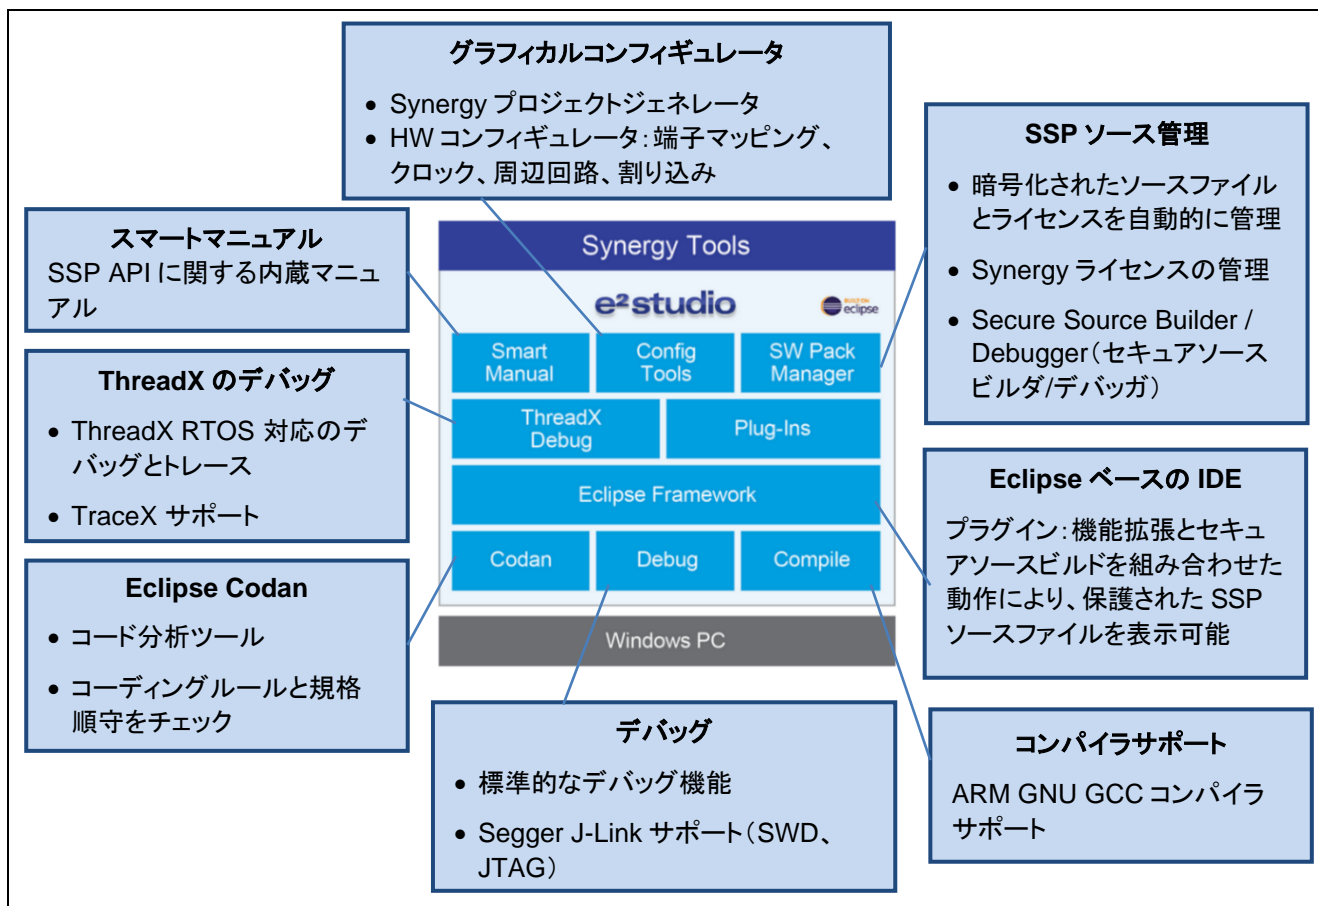 グラフィカルコンフィギュレータ
• Synergy プロジェクトジェネレータ
• HW コンフィギュレータ：端子マッピング、
クロック、周辺回路、割り込み
SSP ソース管理
• 暗号化されたソースファイル
とライセンスを自動的に管理
• Synergy ライセンスの管理
• Secure Source Builder /
Debugger（セキュアソース
ビルダ/デバッガ）
スマートマニュアル
SSP API に関する内蔵マニュ
アル
ThreadX のデバッグ
• ThreadX RTOS 対応のデ
バッグとトレース
• TraceX サポート
Eclipse Codan
• コード分析ツール
• コーディングルールと規格
順守をチェック
Synergy Tools
e² studio
BUILT ON
eclipse
Smart
Manual
Config
Tools
SW Pack
Manager
ThreadX
Debug
Plug-Ins
Eclipse Framework
Codan
Debug
Compile
Windows PC
Eclipse ベースの IDE
プラグイン：機能拡張とセキュ
アソースビルドを組み合わせた
動作により、保護された SSP
ソースファイルを表示可能
デバッグ
• 標準的なデバッグ機能
• Segger J-Link サポート（SWD、
JTAG）
コンパイラサポート
ARM GNU GCC コンパイラ
サポート